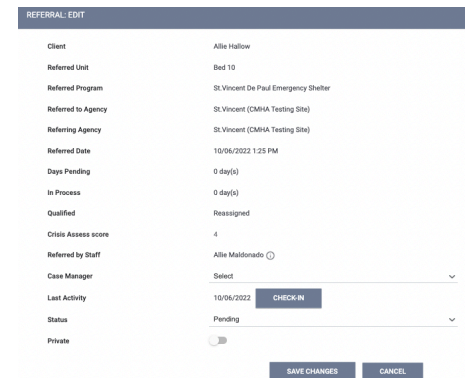 REFERRAL: EDIT
Client Allie Hallow
Referred Unit Bed 10
Referred Program St.Vincent De Paul Emergency Shelter
Referred to Agency St.Vincent (CMHA Testing Site)
Referring Agency St.Vincent (CMHA Testing Site)
Referred Date 10/06/2022 1:25 PM
Days Pending 0 day(s)
In Process 0 day(s)
Qualified Reassigned
Crisis Assess score 4
Referred by Staff Allie Maldonado
Case Manager Select
Last Activity 10/06/2022 CHECK-IN
Status Pending
Private
SAVE CHANGES CANCEL